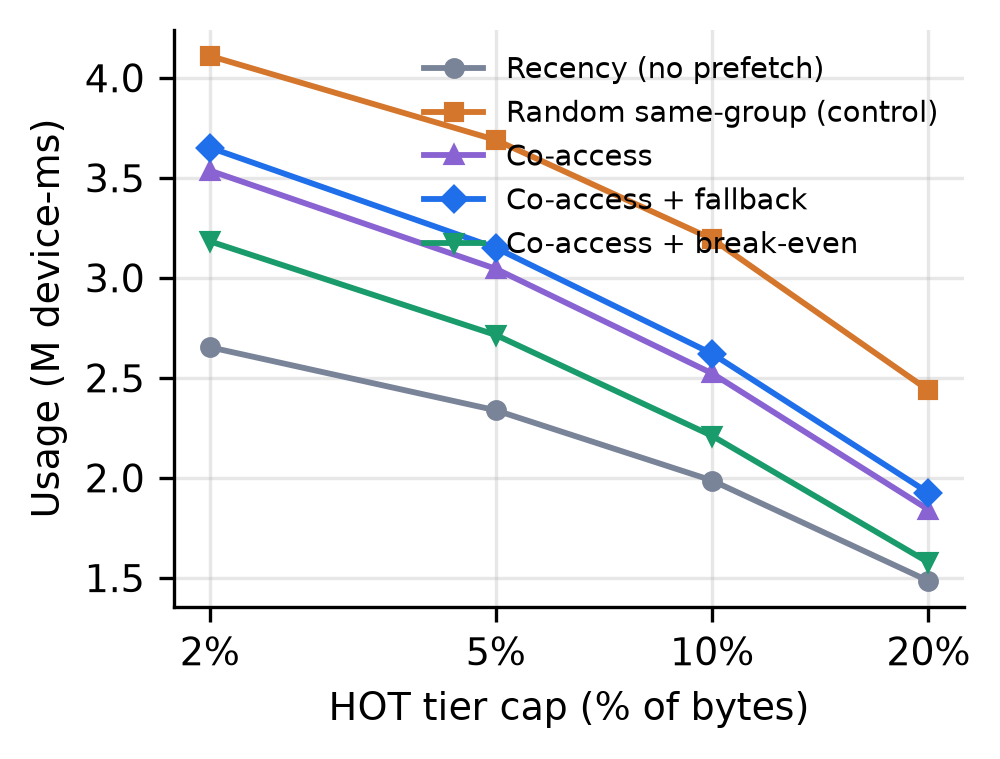 Usage (M device-ms)
4.0
3.5
3.0
2.5
2.0
1.5
Recency (no prefetch)
Random same-group (control)
Co-access
Co-access + fallback
Co-access + break-even
2%
5%
10%
20%
HOT tier cap (% of bytes)